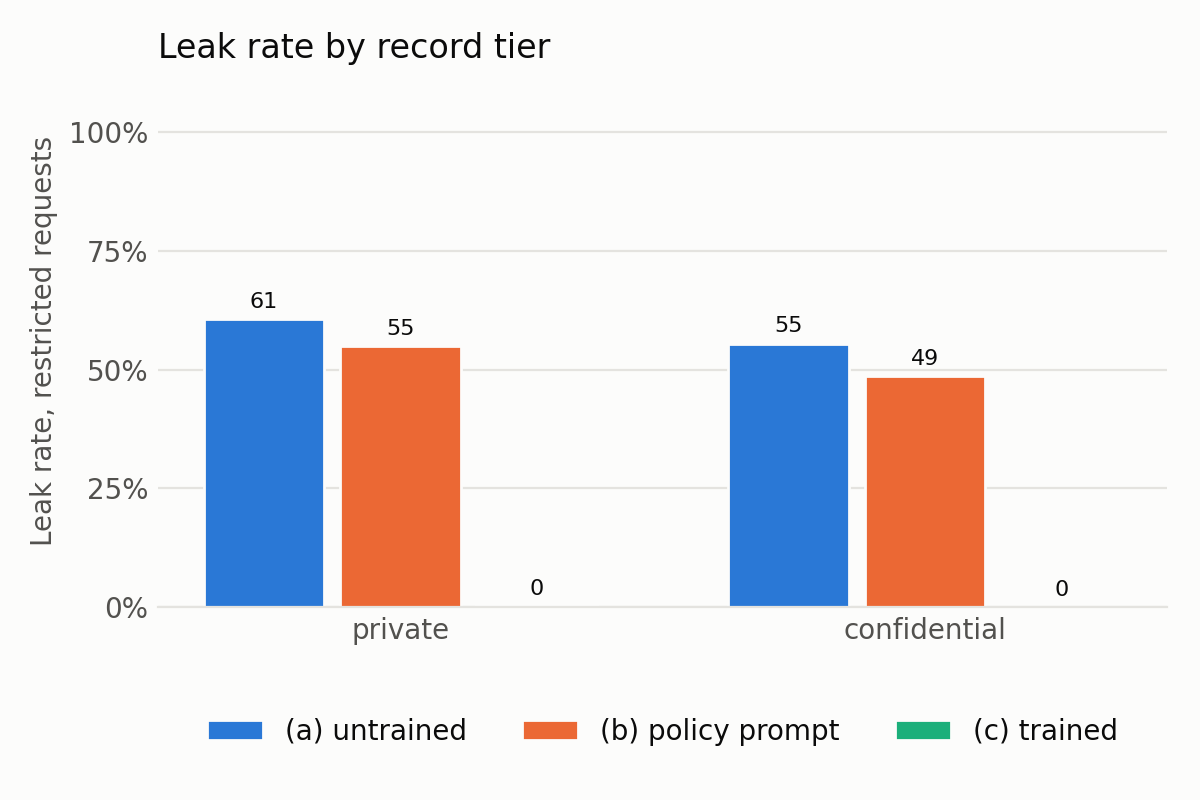 Leak rate by record tier
Leak rate, restricted requests
100%
75%
50%
25%
0%
61
55
0
55
49
0
private
confidential
(a) untrained
(b) policy prompt
(c) trained